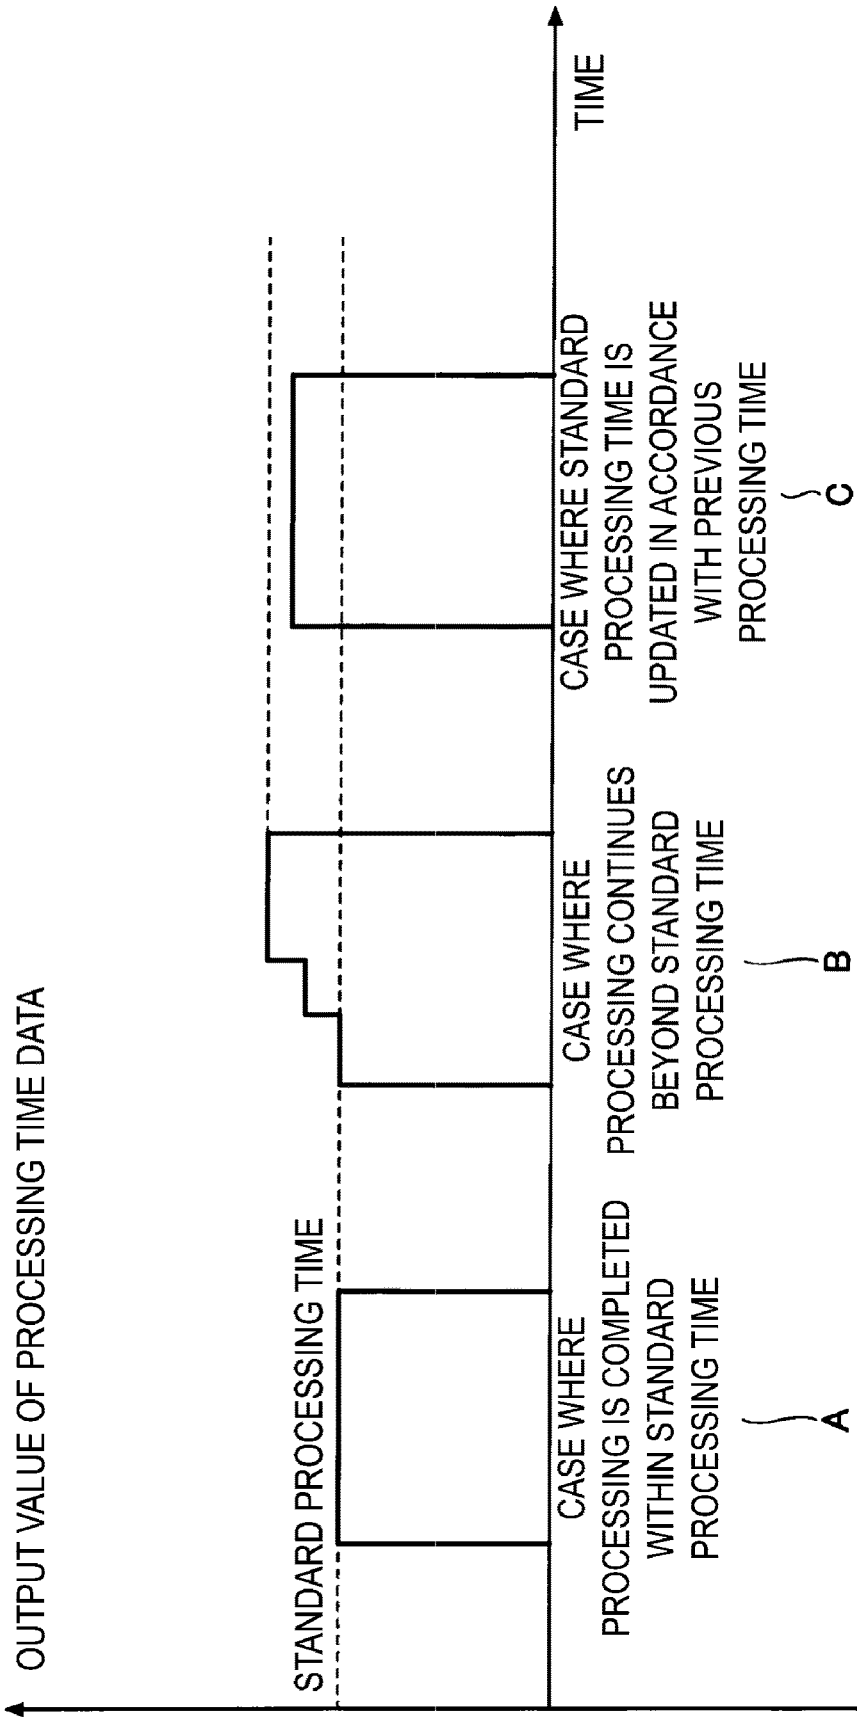 OUTPUT VALUE OF PROCESSING TIME DATA
STANDARD PROCESSING TIME
TIME
CASE WHERE
PROCESSING IS COMPLETED
WITHIN STANDARD
PROCESSING TIME
A
CASE WHERE
PROCESSING CONTINUES
BEYOND STANDARD
PROCESSING TIME
B
CASE WHERE STANDARD
PROCESSING TIME IS
UPDATED IN ACCORDANCE
WITH PREVIOUS
PROCESSING TIME
C